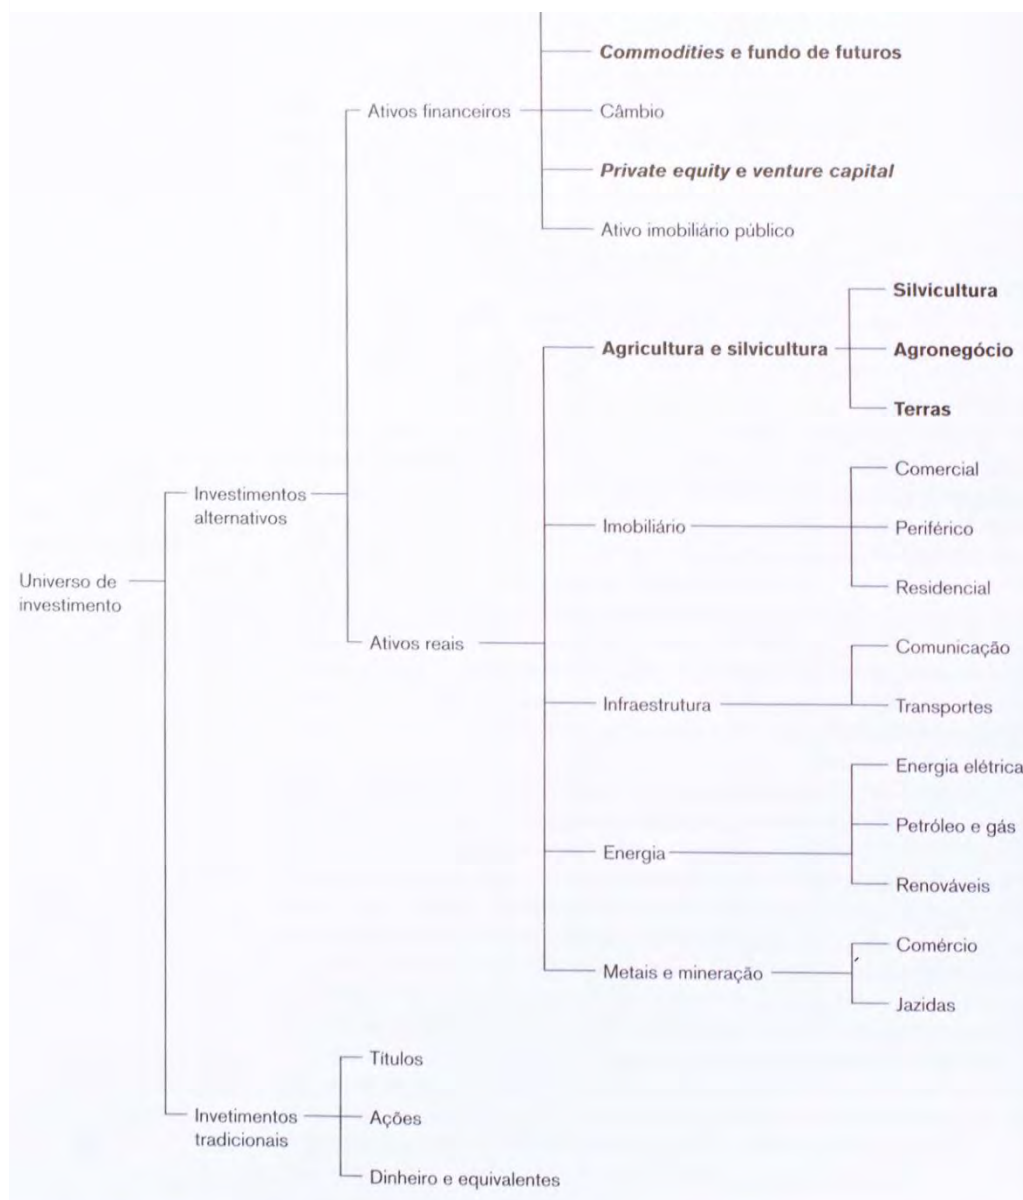 Commodities e fundo de futuros
Ativos financeiros
Câmbio
Private equity e venture capital
Ativo imobiliário público
Silvicultura
Agricultura e silvicultura
Agronegócio
Terras
Comercial
Investimentos
alternativos
Imobiliário
Periférico
Universo de
investimento
Residencial
Ativos reais
Comunicação
Infraestrutura
Transportes
Energia elétrica
Petróleo e gás
Energia
Renováveis
Comércio
Metais e mineração
Jazidas
Títulos
Invetimentos
tradicionais
Ações
Dinheiro e equivalentes